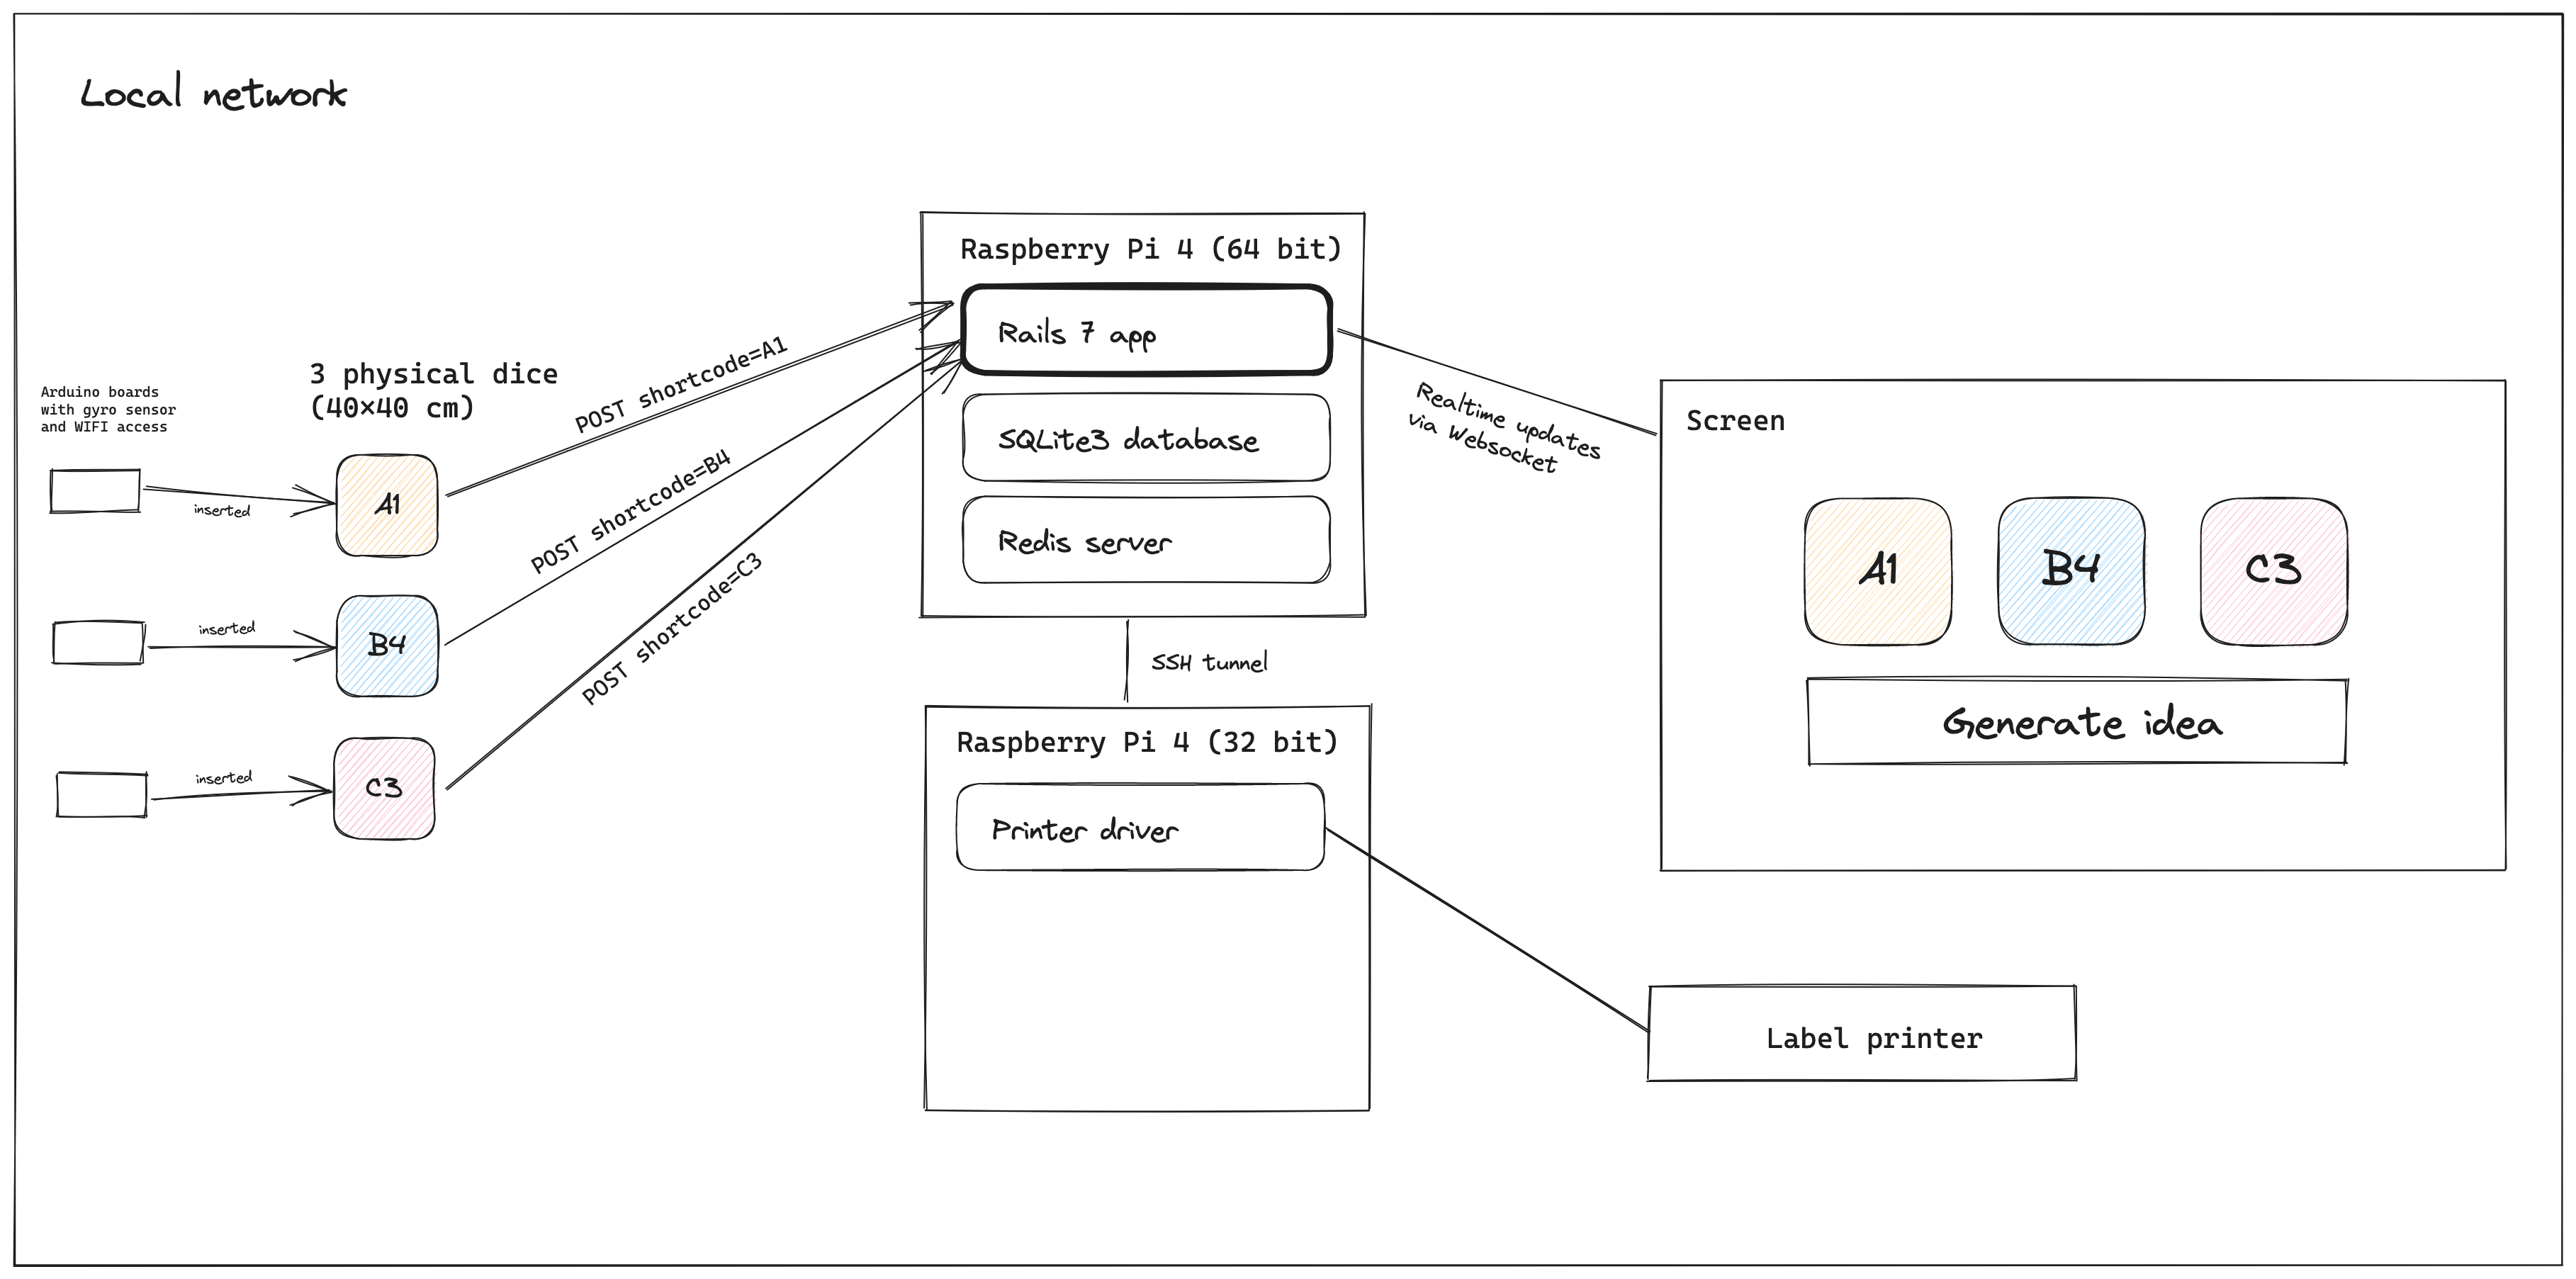 Local network
Arduino boards
with gyro sensor
and WIFI access
3 physical dice
(40×40 cm)
inserted
A1
inserted
B4
inserted
C3
POST shortcode=A1
POST shortcode=B4
POST shortcode=C3
Raspberry Pi 4 (64 bit)
Rails 7 app
SQLite3 database
Redis server
SSH tunnel
Raspberry Pi 4 (32 bit)
Printer driver
Realtime updates
via Websocket
Screen
A1
B4
C3
Generate idea
Label printer